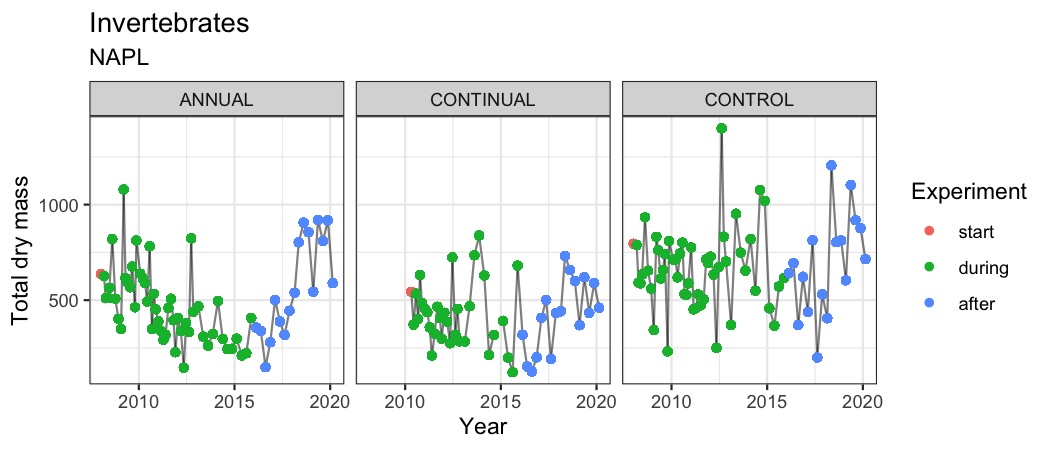 Invertebrates
NAPL
ANNUAL CONTINUAL CONTROL
Total dry mass
1000
500
2010 2015 2020 2010 2015 2020 2010 2015 2020
Year
Experiment
start
during
after